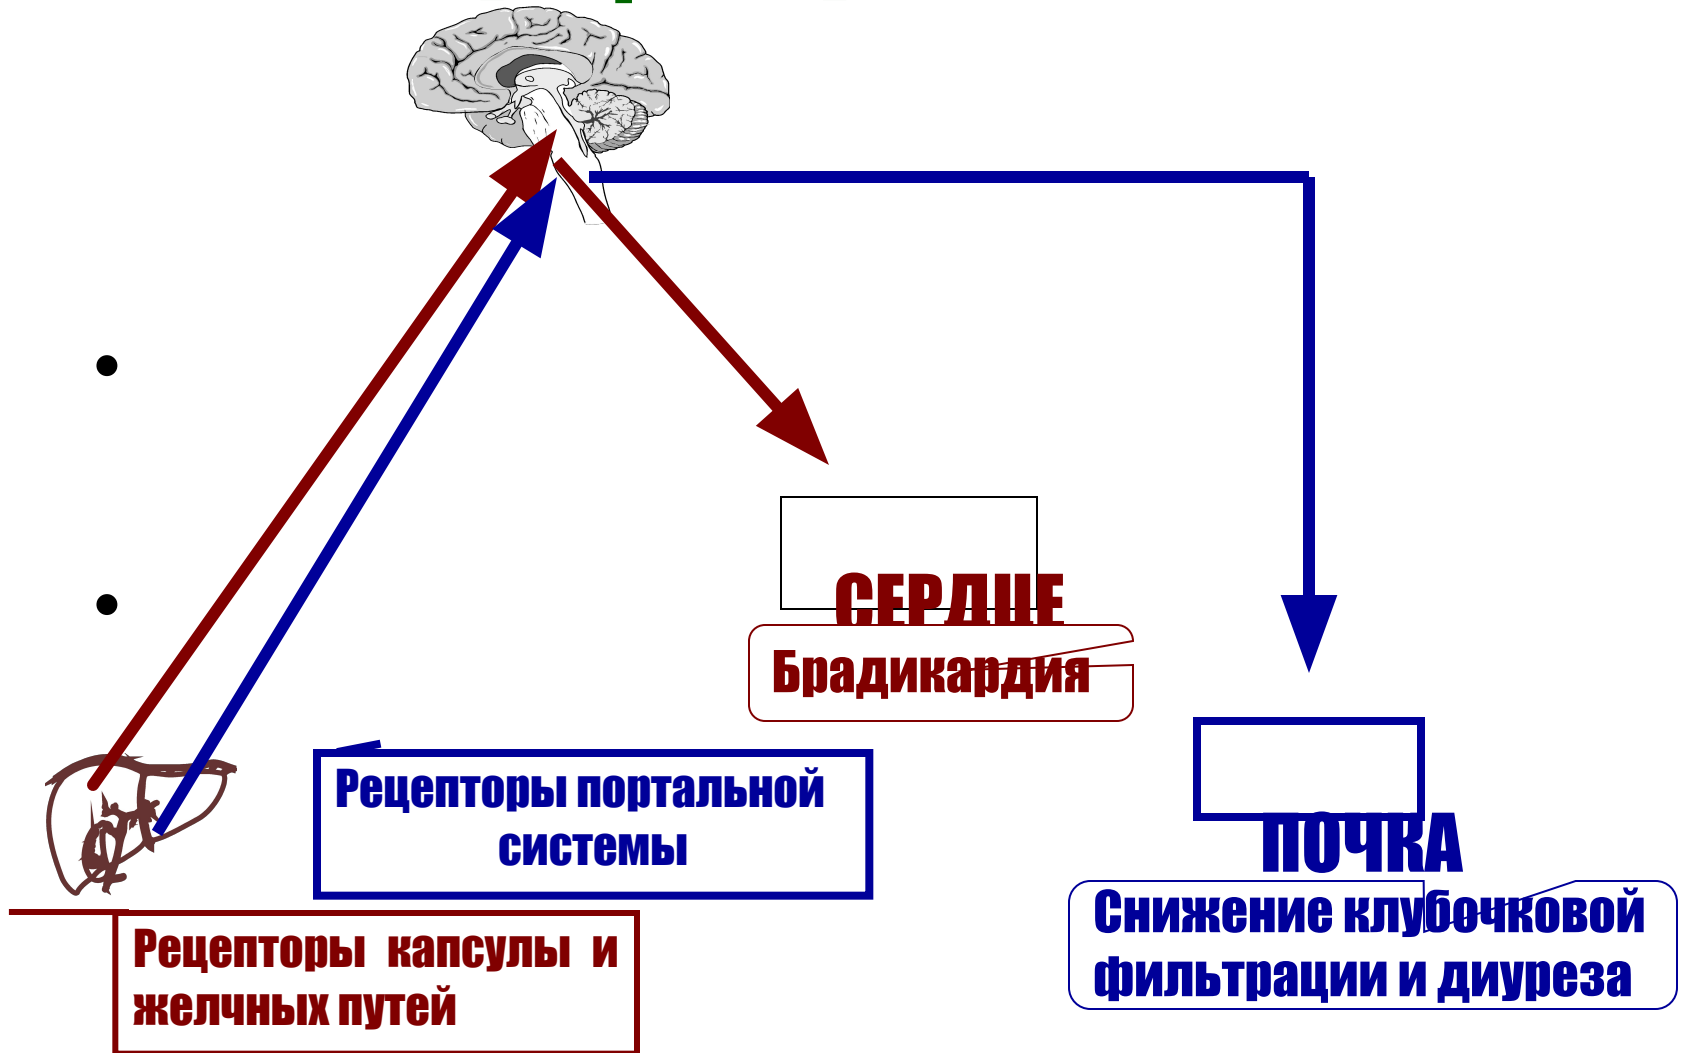 СЕРДЦЕ
Брадикардия
Рецепторы портальной
системы
ПОЧКА
Снижение клубочковой
фильтрации и диуреза
Рецепторы капсулы и
желчных путей